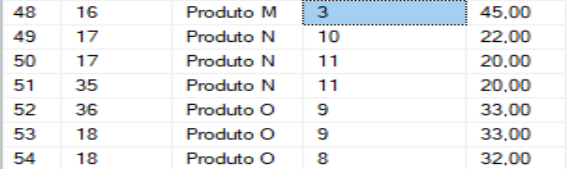 48 16 Produto M 3 45,00
49 17 Produto N 10 22,00
50 17 Produto N 11 20,00
51 35 Produto N 11 20,00
52 36 Produto O 9 33,00
53 18 Produto O 9 33,00
54 18 Produto O 8 32,00